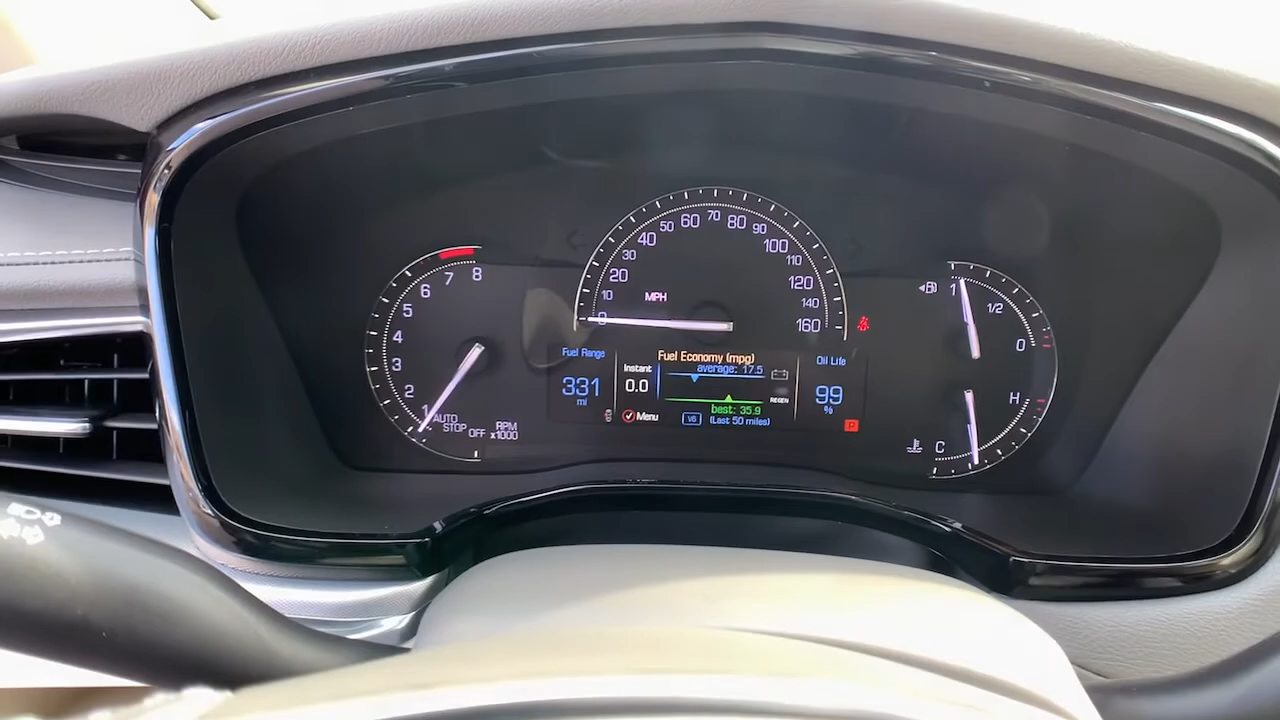 8
7
6
5
4
3
2
1
AUTO
STOP
OFF
RPM
x1000
0
10
20
30
40
50
60
70
80
90
100
110
120
140
160
MPH
Fuel Range
331
mi
Instant
0.0
Menu
Fuel Economy (mpg)
average: 17.5
REGEN
best: 35.9
V6
(Last 50 miles)
Oil Life
99
%
P
1
1/2
0
H
C